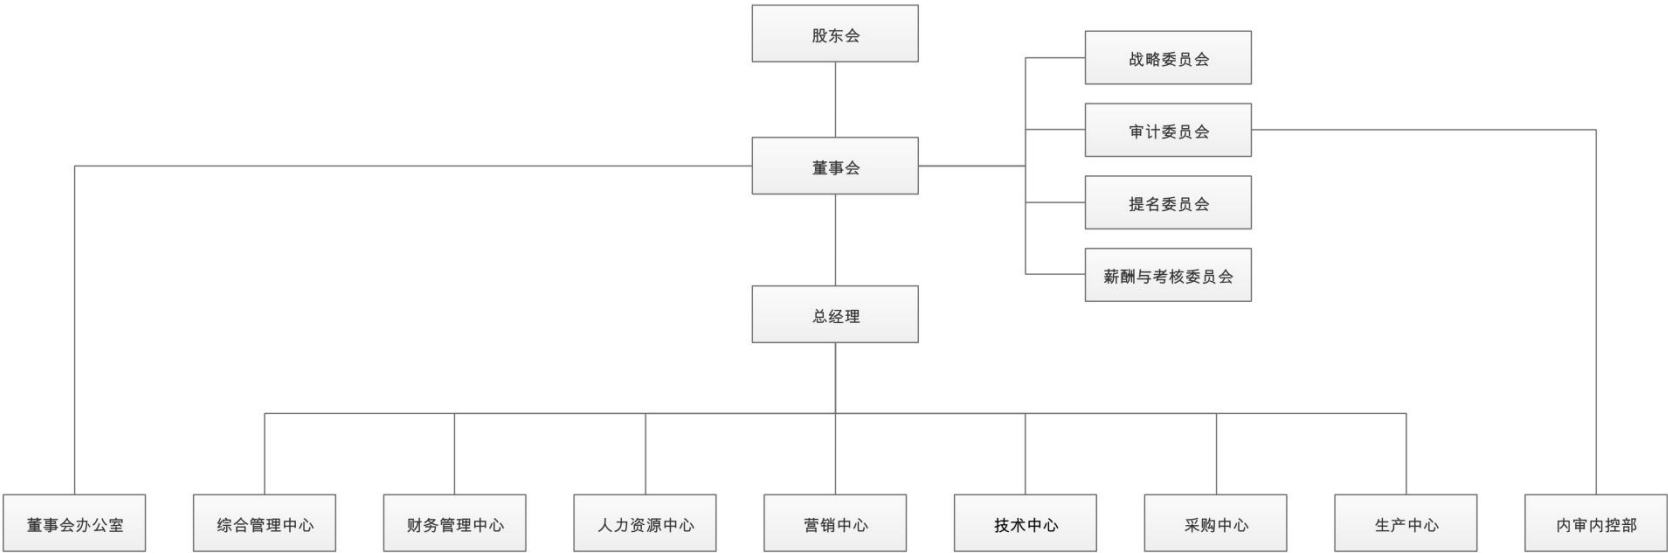 股东会
战略委员会
审计委员会
董事会
提名委员会
薪酬与考核委员会
总经理
董事会办公室
综合管理中心
财务管理中心
人力资源中心
营销中心
技术中心
采购中心
生产中心
内审内控部